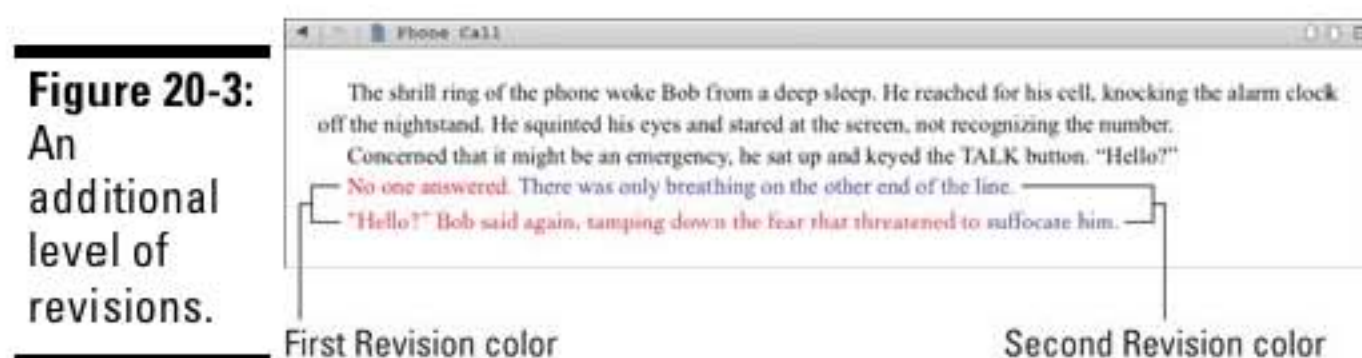 Figure 20-3:
An
additional
level of
revisions.
Phone Call
The shrill ring of the phone woke Bob from a deep sleep. He reached for his cell, knocking the alarm clock
off the nightstand. He squinted his eyes and stared at the screen, not recognizing the number.
Concerned that it might be an emergency, he sat up and keyed the TALK button. “Hello?”
No one answered. There was only breathing on the other end of the line.
“Hello?” Bob said again, tamping down the fear that threatened to suffocate him.
First Revision color
Second Revision color